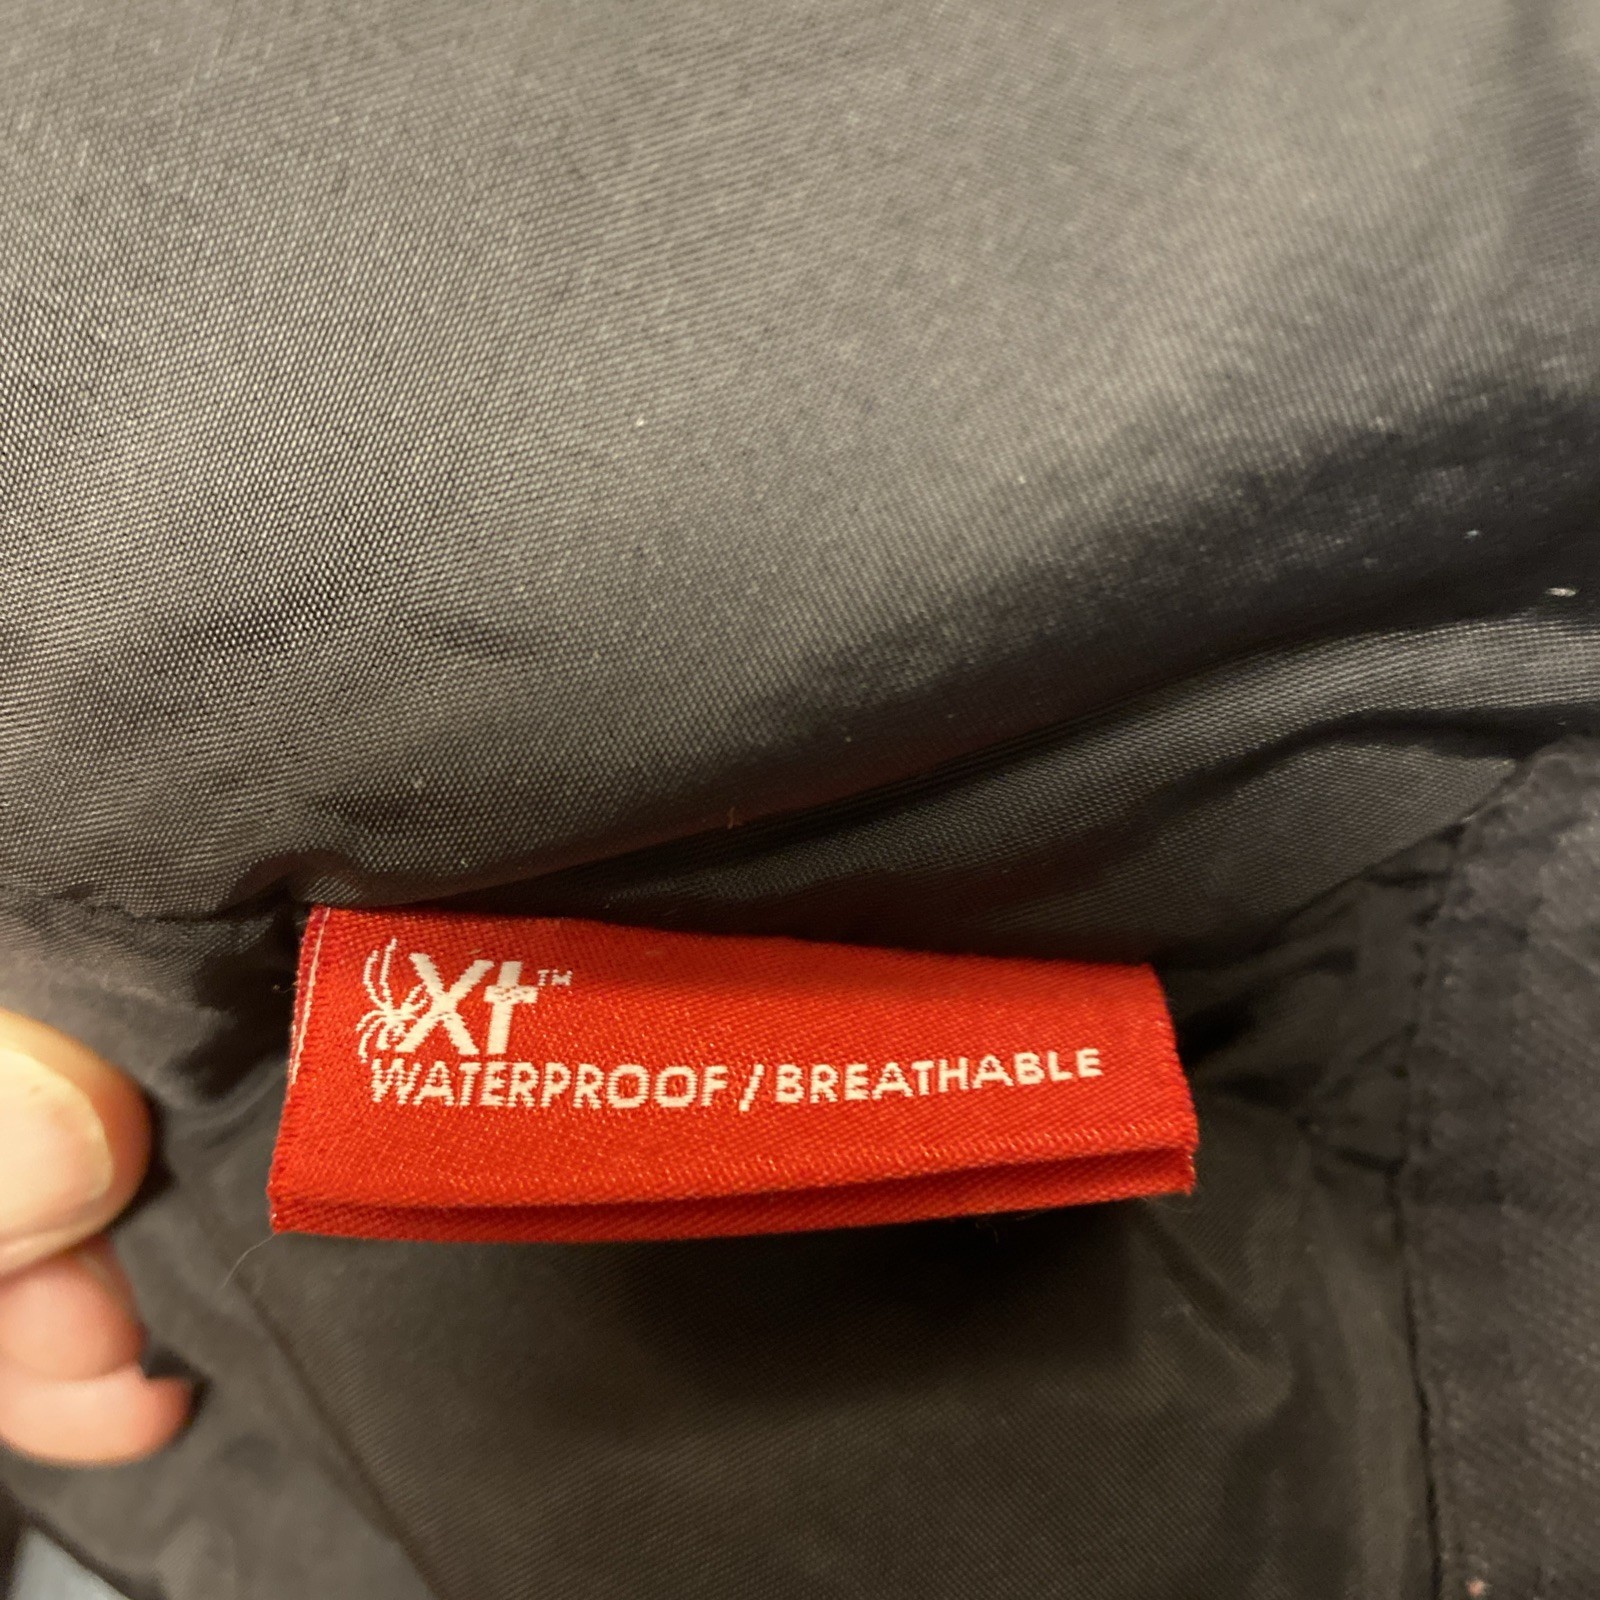 Xt™
WATERPROOF / BREATHABLE